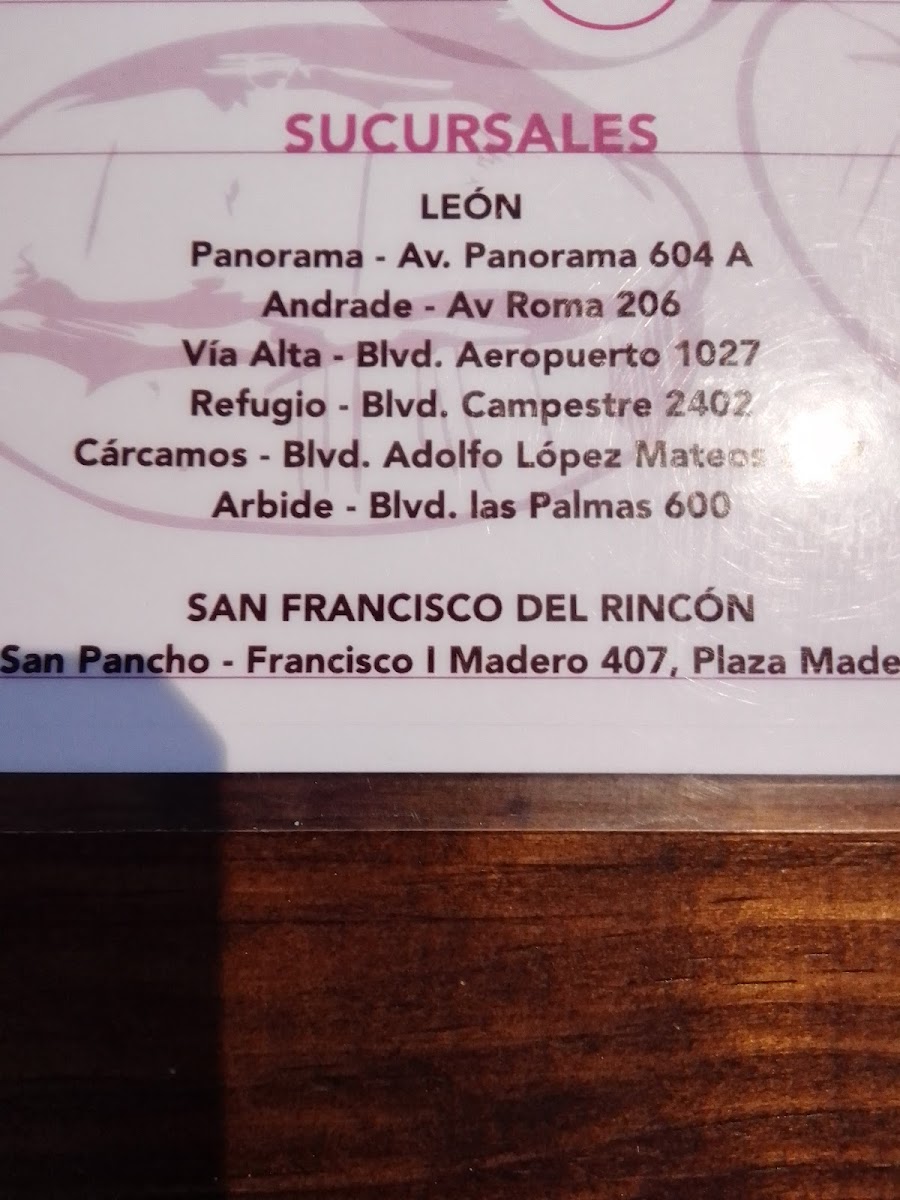 SUCURSALES
LEÓN
Panorama - Av. Panorama 604 A
Andrade - Av Roma 206
Vía Alta - Blvd. Aeropuerto 1027
Refugio - Blvd. Campestre 2402
Cárcamos - Blvd. Adolfo López Mateos
Arbide - Blvd. las Palmas 600
SAN FRANCISCO DEL RINCÓN
San Pancho - Francisco I Madero 407, Plaza Made